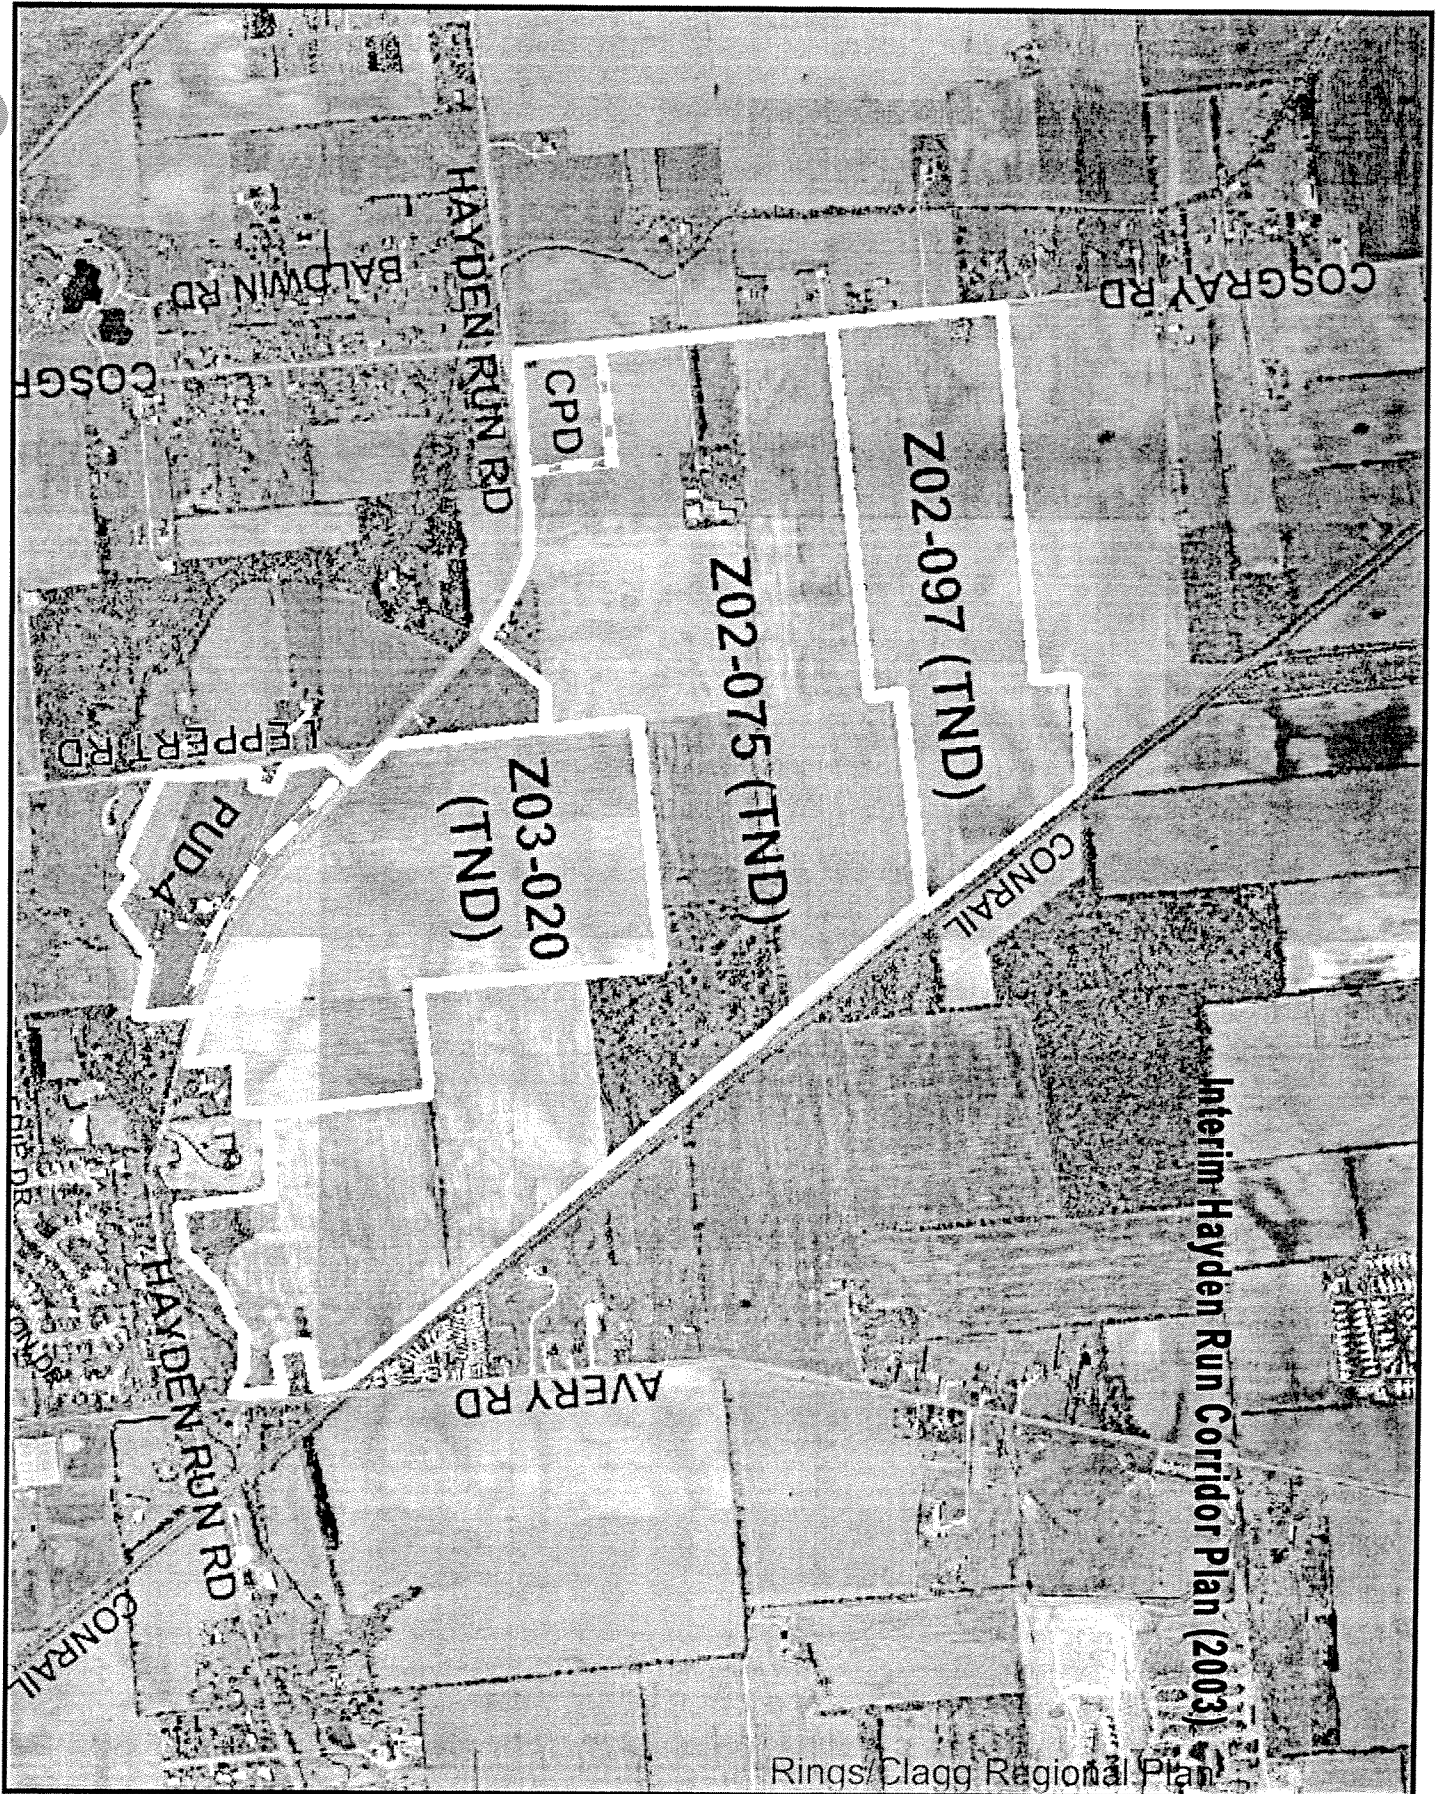 Interim Hayden Run Corridor Plan (2003)
COSGRAY RD
HAYDEN RUN RD
BALDWIN RD
COSGR
CPD
Z02-097 (TND)
Z02-075 (TND)
Z03-020
(TND)
LEPPERT RD
PUD-4
CONRAIL
AVERY RD
HAYDEN RUN RD
CONRAIL
Rings/Clagg Regional Plan